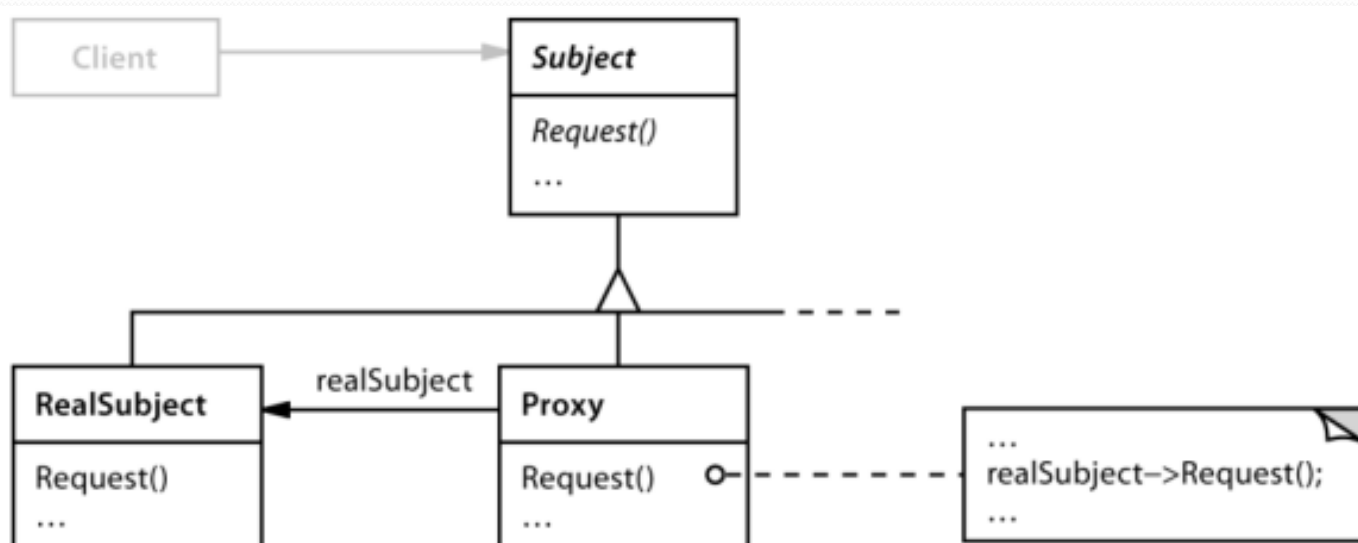 Client
Subject
Request()
...
realSubject
RealSubject
Request()
...
Proxy
Request()
...
...
realSubject–>Request();
...